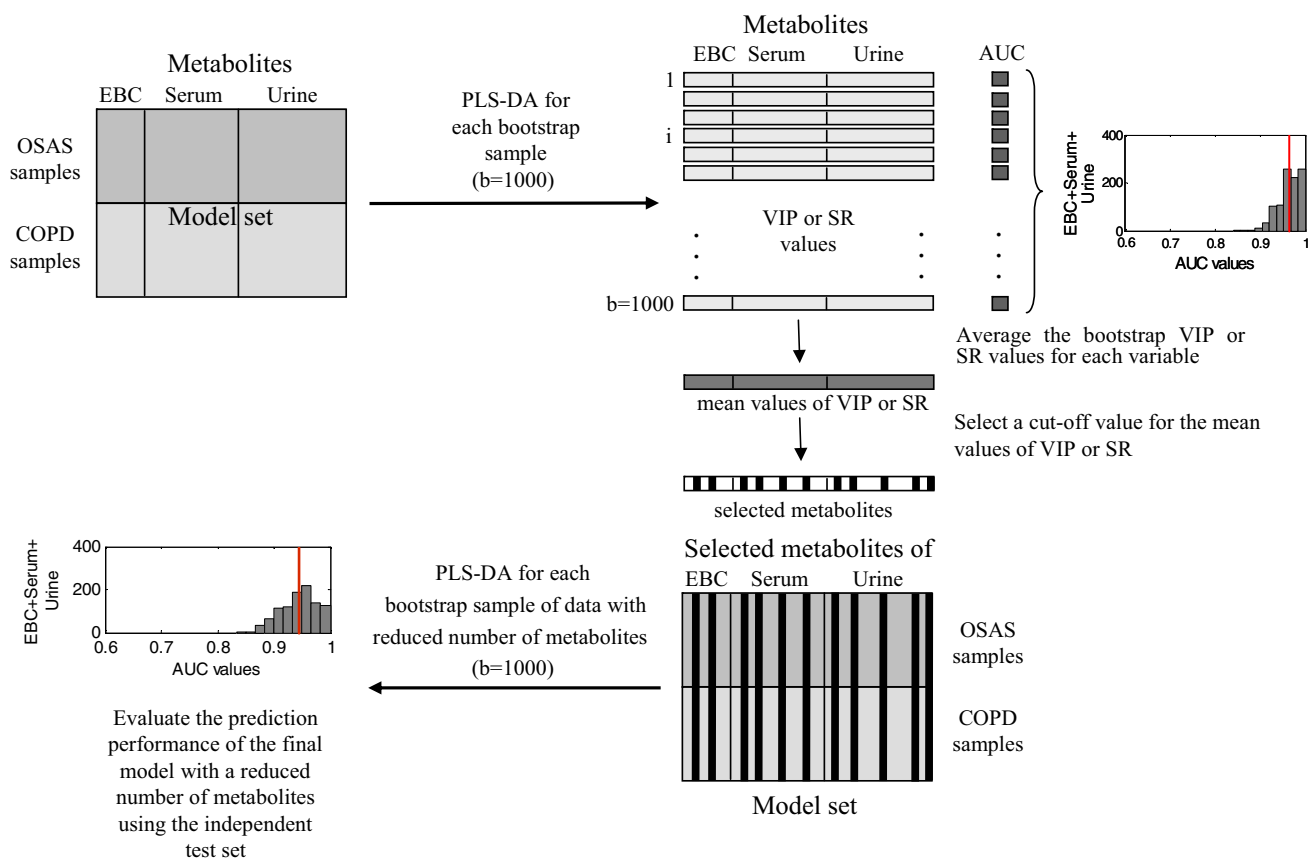 Metabolites
EBC Serum Urine
OSAS
samples
COPD
samples
Model set
PLS-DA for
each bootstrap
sample
(b=1000)
Metabolites
EBC Serum Urine
AUC
1
i
VIP or SR
values
b=1000
EBC+Serum+
Urine
400
200
0
0.6 0.7 0.8 0.9 1
AUC values
Average the bootstrap VIP or
SR values for each variable
mean values of VIP or SR
Select a cut-off value for the mean
values of VIP or SR
selected metabolites
Selected metabolites of
EBC Serum Urine
OSAS
samples
COPD
samples
Model set
PLS-DA for each
bootstrap sample of data with
reduced number of metabolites
(b=1000)
EBC+Serum+
Urine
400
200
0
0.6 0.7 0.8 0.9 1
AUC values
Evaluate the prediction
performance of the final
model with a reduced
number of metabolites
using the independent
test set